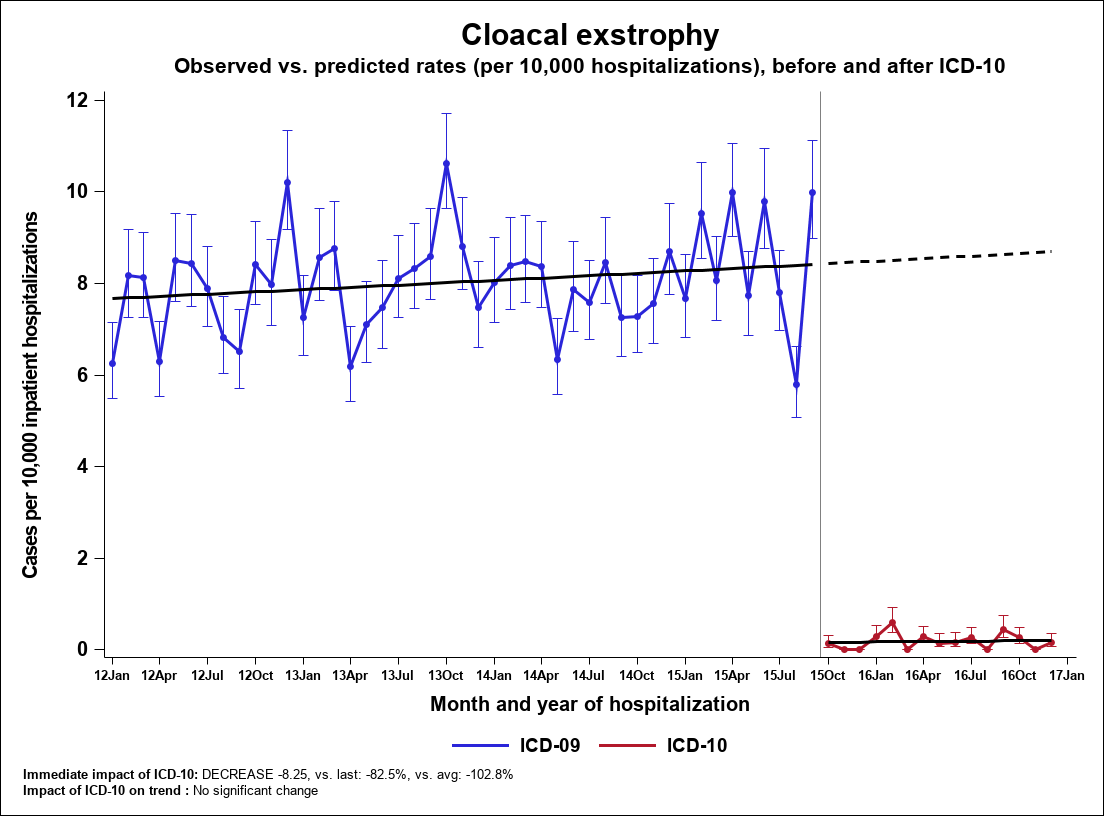 Cloacal exstrophy
Observed vs. predicted rates (per 10,000 hospitalizations), before and after ICD-10
Cases per 10,000 inpatient hospitalizations
12
10
8
6
4
2
0
12Jan 12Apr 12Jul 12Oct 13Jan 13Apr 13Jul 13Oct 14Jan 14Apr 14Jul 14Oct 15Jan 15Apr 15Jul 15Oct 16Jan 16Apr 16Jul 16Oct 17Jan
Month and year of hospitalization
ICD-09 ICD-10
Immediate impact of ICD-10: DECREASE -8.25, vs. last: -82.5%, vs. avg: -102.8%
Impact of ICD-10 on trend : No significant change